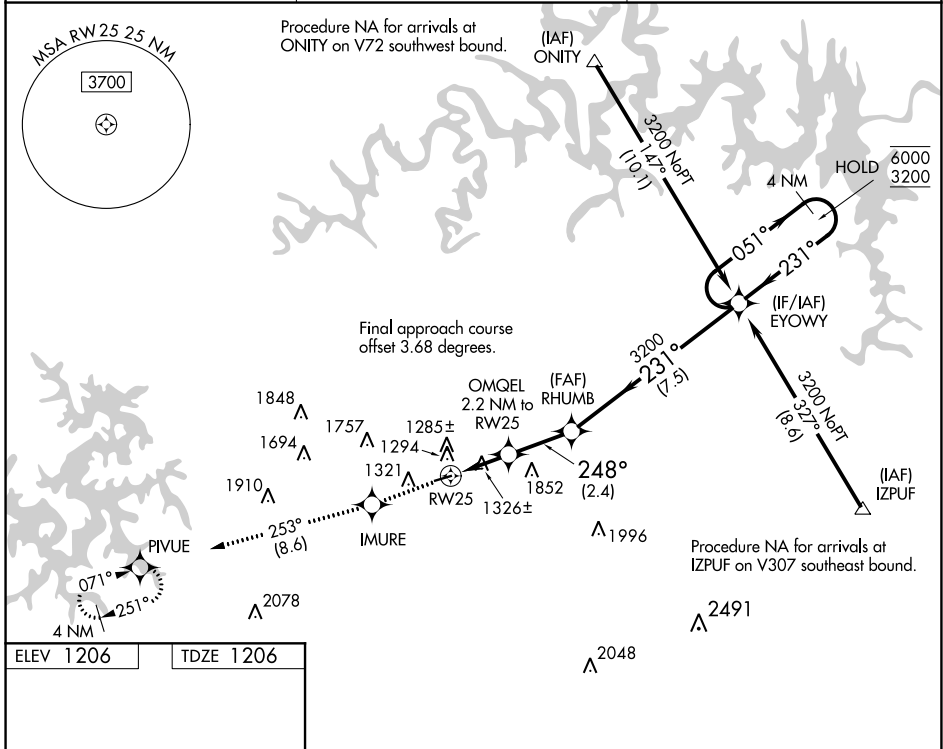 MSA RW25 25 NM
3700
Procedure NA for arrivals at
ONITY on V72 southwest bound.
(IAF)
ONITY
3200 NoPT
147°
(10.1)
HOLD
6000
3200
4 NM
051°
231°
(IF/IAF)
EYOWY
Final approach course
offset 3.68 degrees.
3200
231°
(7.5)
OMQEL
2.2 NM to
RW25
(FAF)
RHUMB
3200 NoPT
327°
(8.6)
(IAF)
IZPUF
1848
1694
1757
1285±
1294
1321
1910
RW25
1326±
1852
248°
(2.4)
1996
253°
(8.6)
IMURE
PIVUE
071°
251°
4 NM
2078
Procedure NA for arrivals at
IZPUF on V307 southeast bound.
2491
2048
ELEV 1206
TDZE 1206